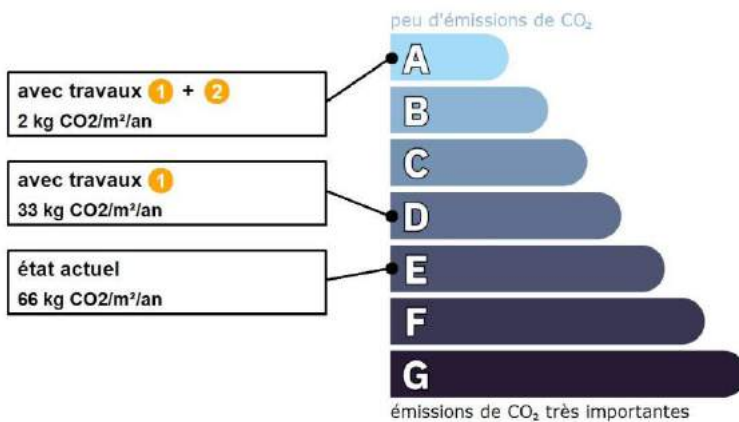 peu d'émissions de CO₂
A
avec travaux 1 + 2
2 kg CO2/m²/an
B
C
avec travaux 1
33 kg CO2/m²/an
D
état actuel
66 kg CO2/m²/an
E
F
G
émissions de CO₂ très importantes